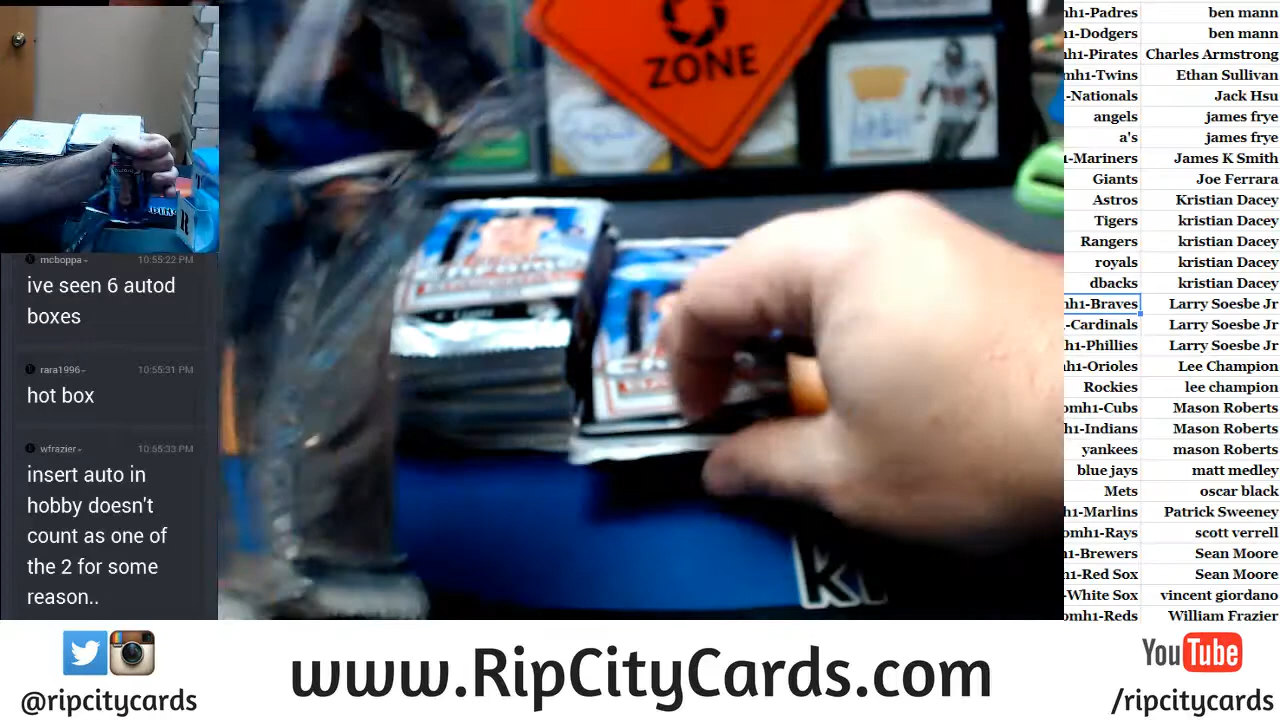 ZONE
mcboppa
10:55:22 PM
ive seen 6 autod
boxes
rara1996
10:55:31 PM
hot box
wfrazier
10:65:33 PM
insert auto in
hobby doesn't
count as one of
the 2 for some
reason..
mh1-Padres ben mann
1-Dodgers ben mann
h1-Pirates Charles Armstrong
mh1-Twins Ethan Sullivan
-Nationals Jack Hsu
angels james frye
a's james frye
-Mariners James K Smith
Giants Joe Ferrara
Astros Kristian Dacey
Tigers kristian Dacey
Rangers kristian Dacey
royals kristian Dacey
dbacks kristian Dacey
mh1-Braves Larry Soesbe Jr
-Cardinals Larry Soesbe Jr
h1-Phillies Larry Soesbe Jr
h1-Orioles Lee Champion
Rockies lee champion
omh1-Cubs Mason Roberts
h1-Indians Mason Roberts
yankees mason Roberts
blue jays matt medley
Mets oscar black
h1-Marlins Patrick Sweeney
omh1-Rays scott verrell
h1-Brewers Sean Moore
h1-Red Sox Sean Moore
-White Sox vincent giordano
omh1-Reds William Frazier
@ripcitycards
www.RipCityCards.com
YouTube
/ripcitycards